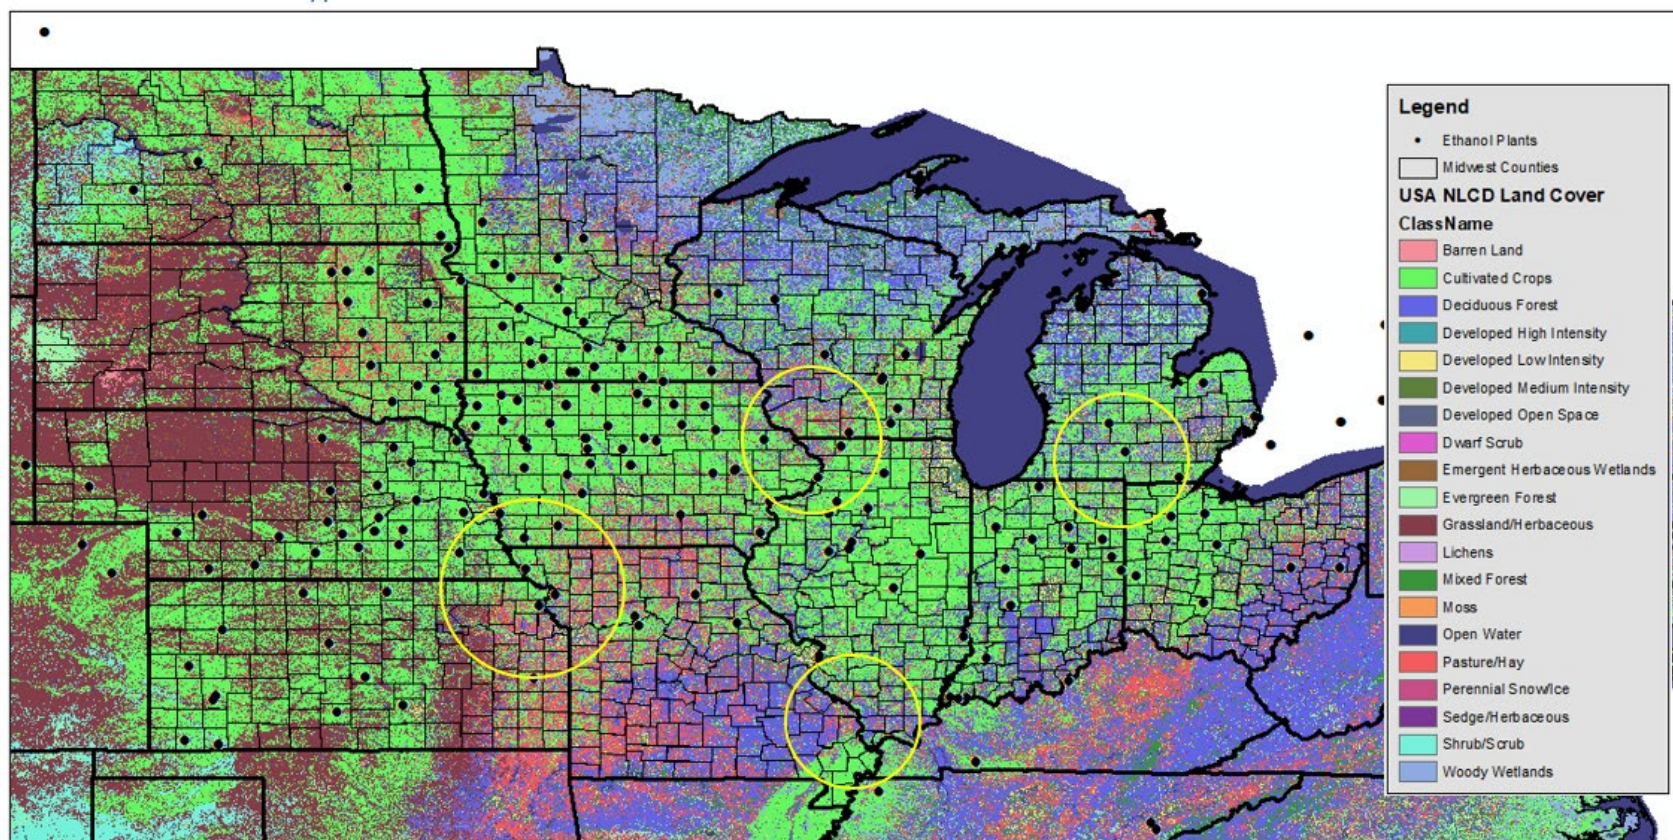 Legend
Ethanol Plants
Midwest Counties
USA NLCD Land Cover
ClassName
Barren Land
Cultivated Crops
Deciduous Forest
Developed High Intensity
Developed Low Intensity
Developed Medium Intensity
Developed Open Space
Dwarf Scrub
Emergent Herbaceous Wetlands
Evergreen Forest
Grassland/Herbaceous
Lichens
Mixed Forest
Moss
Open Water
Pasture/Hay
Perennial Snow/Ice
Sedge/Herbaceous
Shrub/Scrub
Woody Wetlands